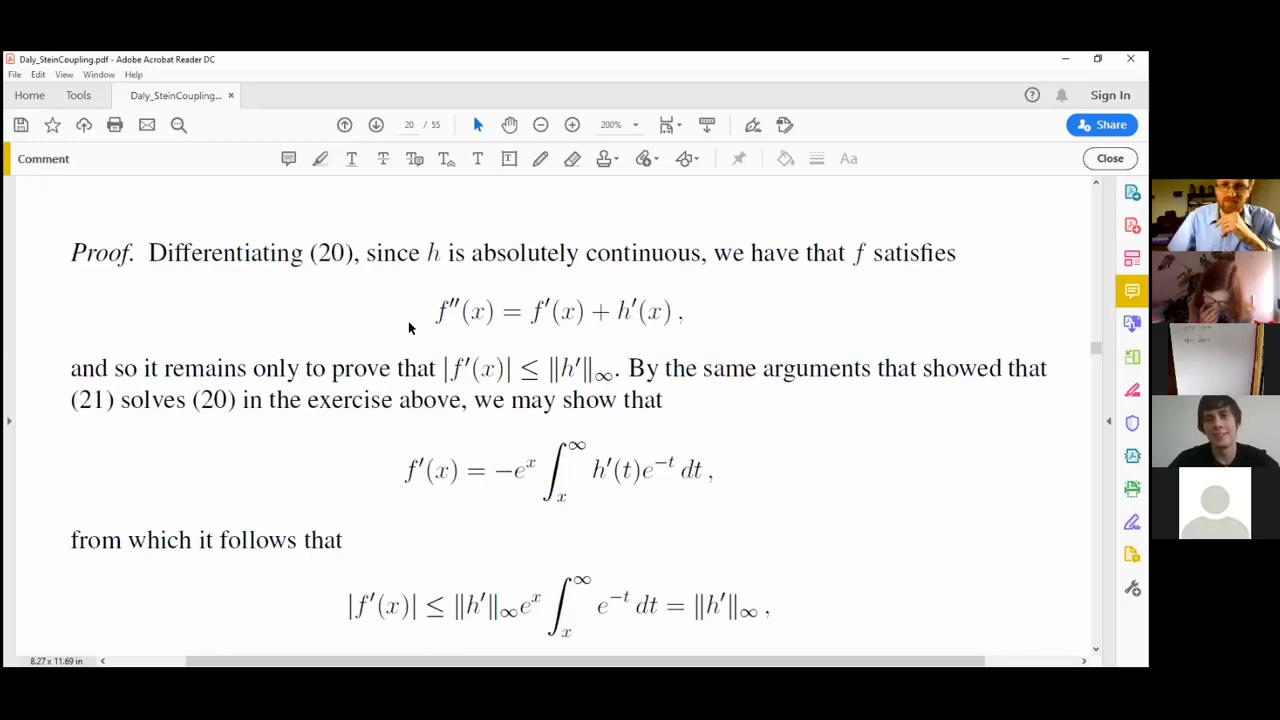 Daly_SteinCoupling.pdf - Adobe Acrobat Reader DC
File Edit View Window Help
Home Tools Daly_SteinCoupling... × Sign In
20 / 55 200% Share
Comment Aa Close
Proof. Differentiating (20), since h is absolutely continuous, we have that f satisfies
f″(x) = f′(x) + h′(x) ,
and so it remains only to prove that |f′(x)| ≤ ‖h′‖∞. By the same arguments that showed that
(21) solves (20) in the exercise above, we may show that
f′(x) = −e^x ∫_x^∞ h′(t)e^{−t} dt ,
from which it follows that
|f′(x)| ≤ ‖h′‖∞ e^x ∫_x^∞ e^{−t} dt = ‖h′‖∞ ,
8.27 x 11.69 in